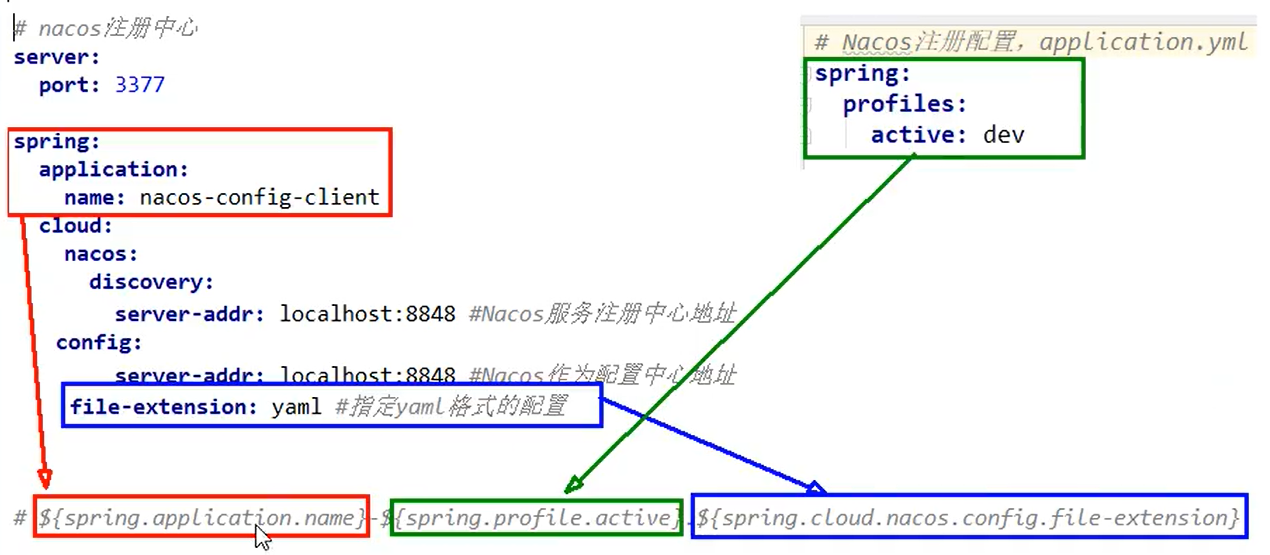 # nacos注册中心
server:
  port: 3377
spring:
  application:
    name: nacos-config-client
  cloud:
    nacos:
      discovery:
        server-addr: localhost:8848 #Nacos服务注册中心地址
    config:
        server-addr: localhost:8848 #Nacos作为配置中心地址
     file-extension: yaml #指定yaml格式的配置
# Nacos注册配置，application.yml
spring:
  profiles:
    active: dev
# ${spring.application.name}-${spring.profile.active}.${spring.cloud.nacos.config.file-extension}